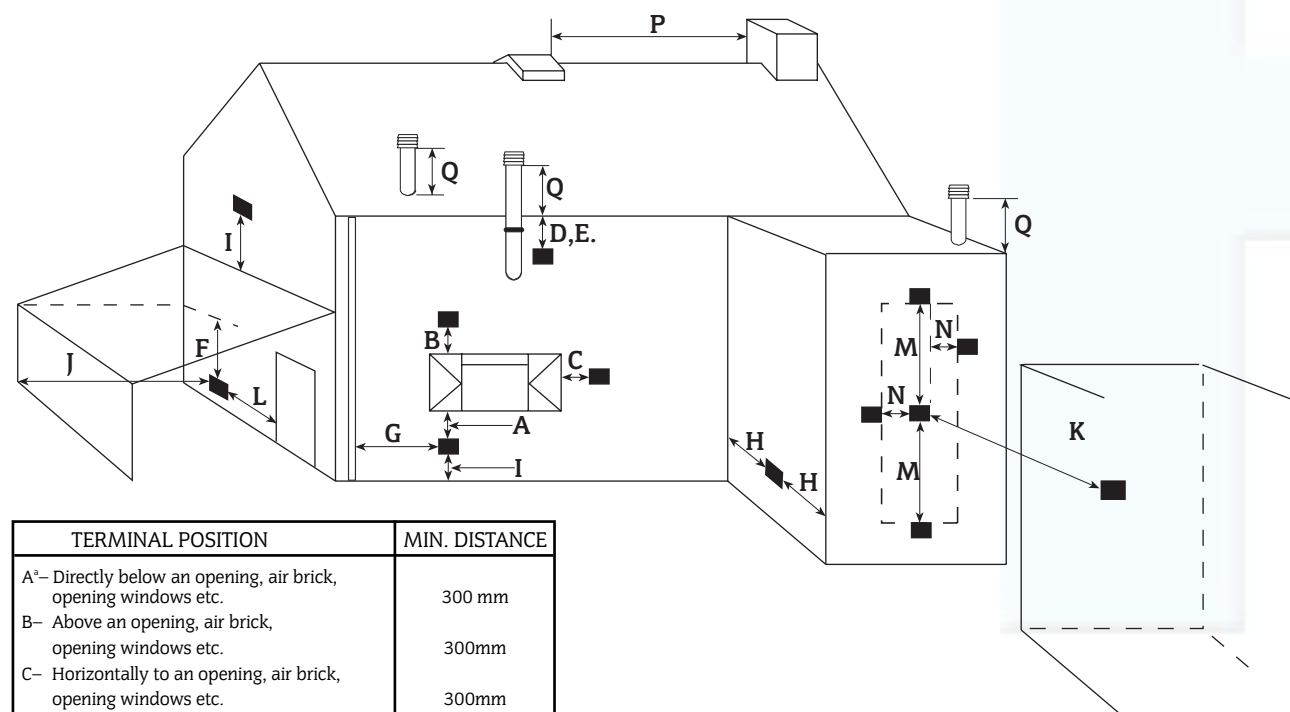 P
Q
Q
Q
D,E.
I
B
C
M
N
F
J
L
N
K
A
G
H
I
H
M
TERMINAL POSITION MIN. DISTANCE
Aª– Directly below an opening, air brick,
opening windows etc. 300 mm
B– Above an opening, air brick,
opening windows etc. 300mm
C– Horizontally to an opening, air brick,
opening windows etc. 300mm